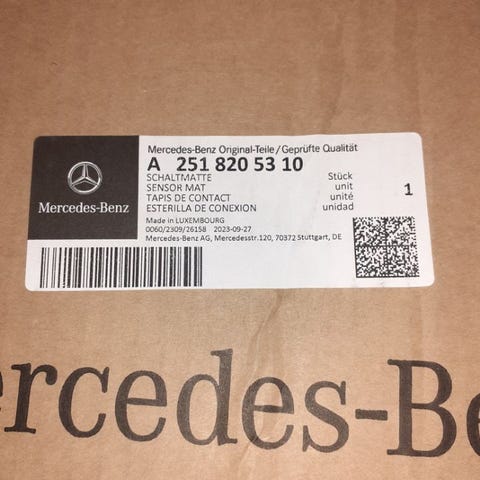 Mercedes-Benz Original-Teile/Geprüfte Qualität
A 251 820 53 10
SCHALTMATTE Stück
SENSOR MAT unit 1
TAPIS DE CONTACT unité
ESTERILLA DE CONEXION unidad
Mercedes-Benz
Made in LUXEMBOURG
0060/2309/26158 2023-09-27
Mercedes-Benz AG, Mercedesstr.120, 70372 Stuttgart, DE
ercedes-Be